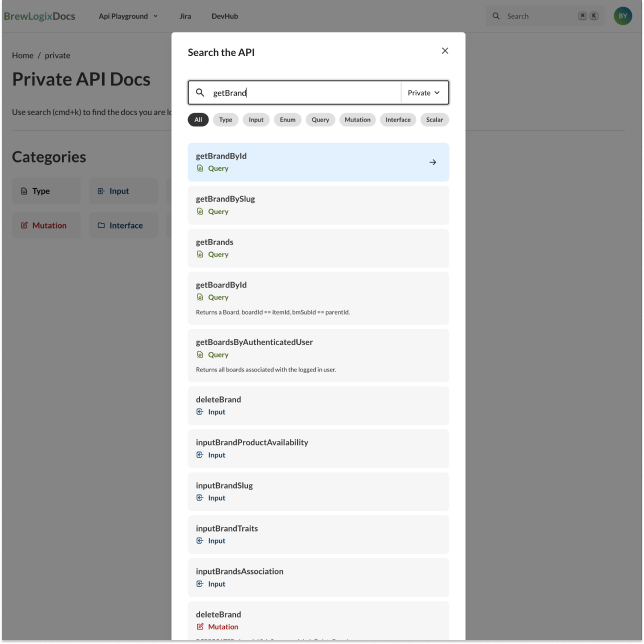 BrewLogixDocs
Api Playground
Jira
DevHub
Search
⌘ K
BY
Home / private
Private API Docs
Use search (cmd+k) to find the docs you are lo
Categories
Type
Input
Mutation
Interface
Search the API
getBrand
Private
All
Type
Input
Enum
Query
Mutation
Interface
Scalar
getBrandById
Query
getBrandBySlug
Query
getBrands
Query
getBoardById
Query
Returns a Board. boardId == itemId, bmSubId == parentId.
getBoardsByAuthenticatedUser
Query
Returns all boards associated with the logged in user.
deleteBrand
Input
inputBrandProductAvailability
Input
inputBrandSlug
Input
inputBrandTraits
Input
inputBrandsAssociation
Input
deleteBrand
Mutation